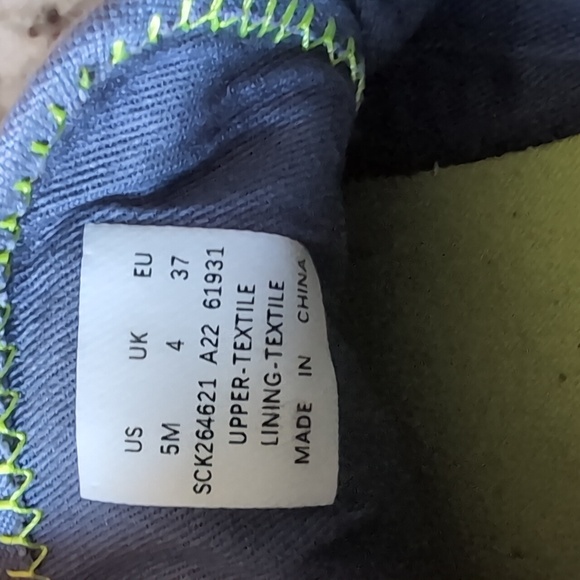 US UK EU
5M 4 37
SCK264621 A22 61931
UPPER-TEXTILE
LINING-TEXTILE
MADE IN CHINA